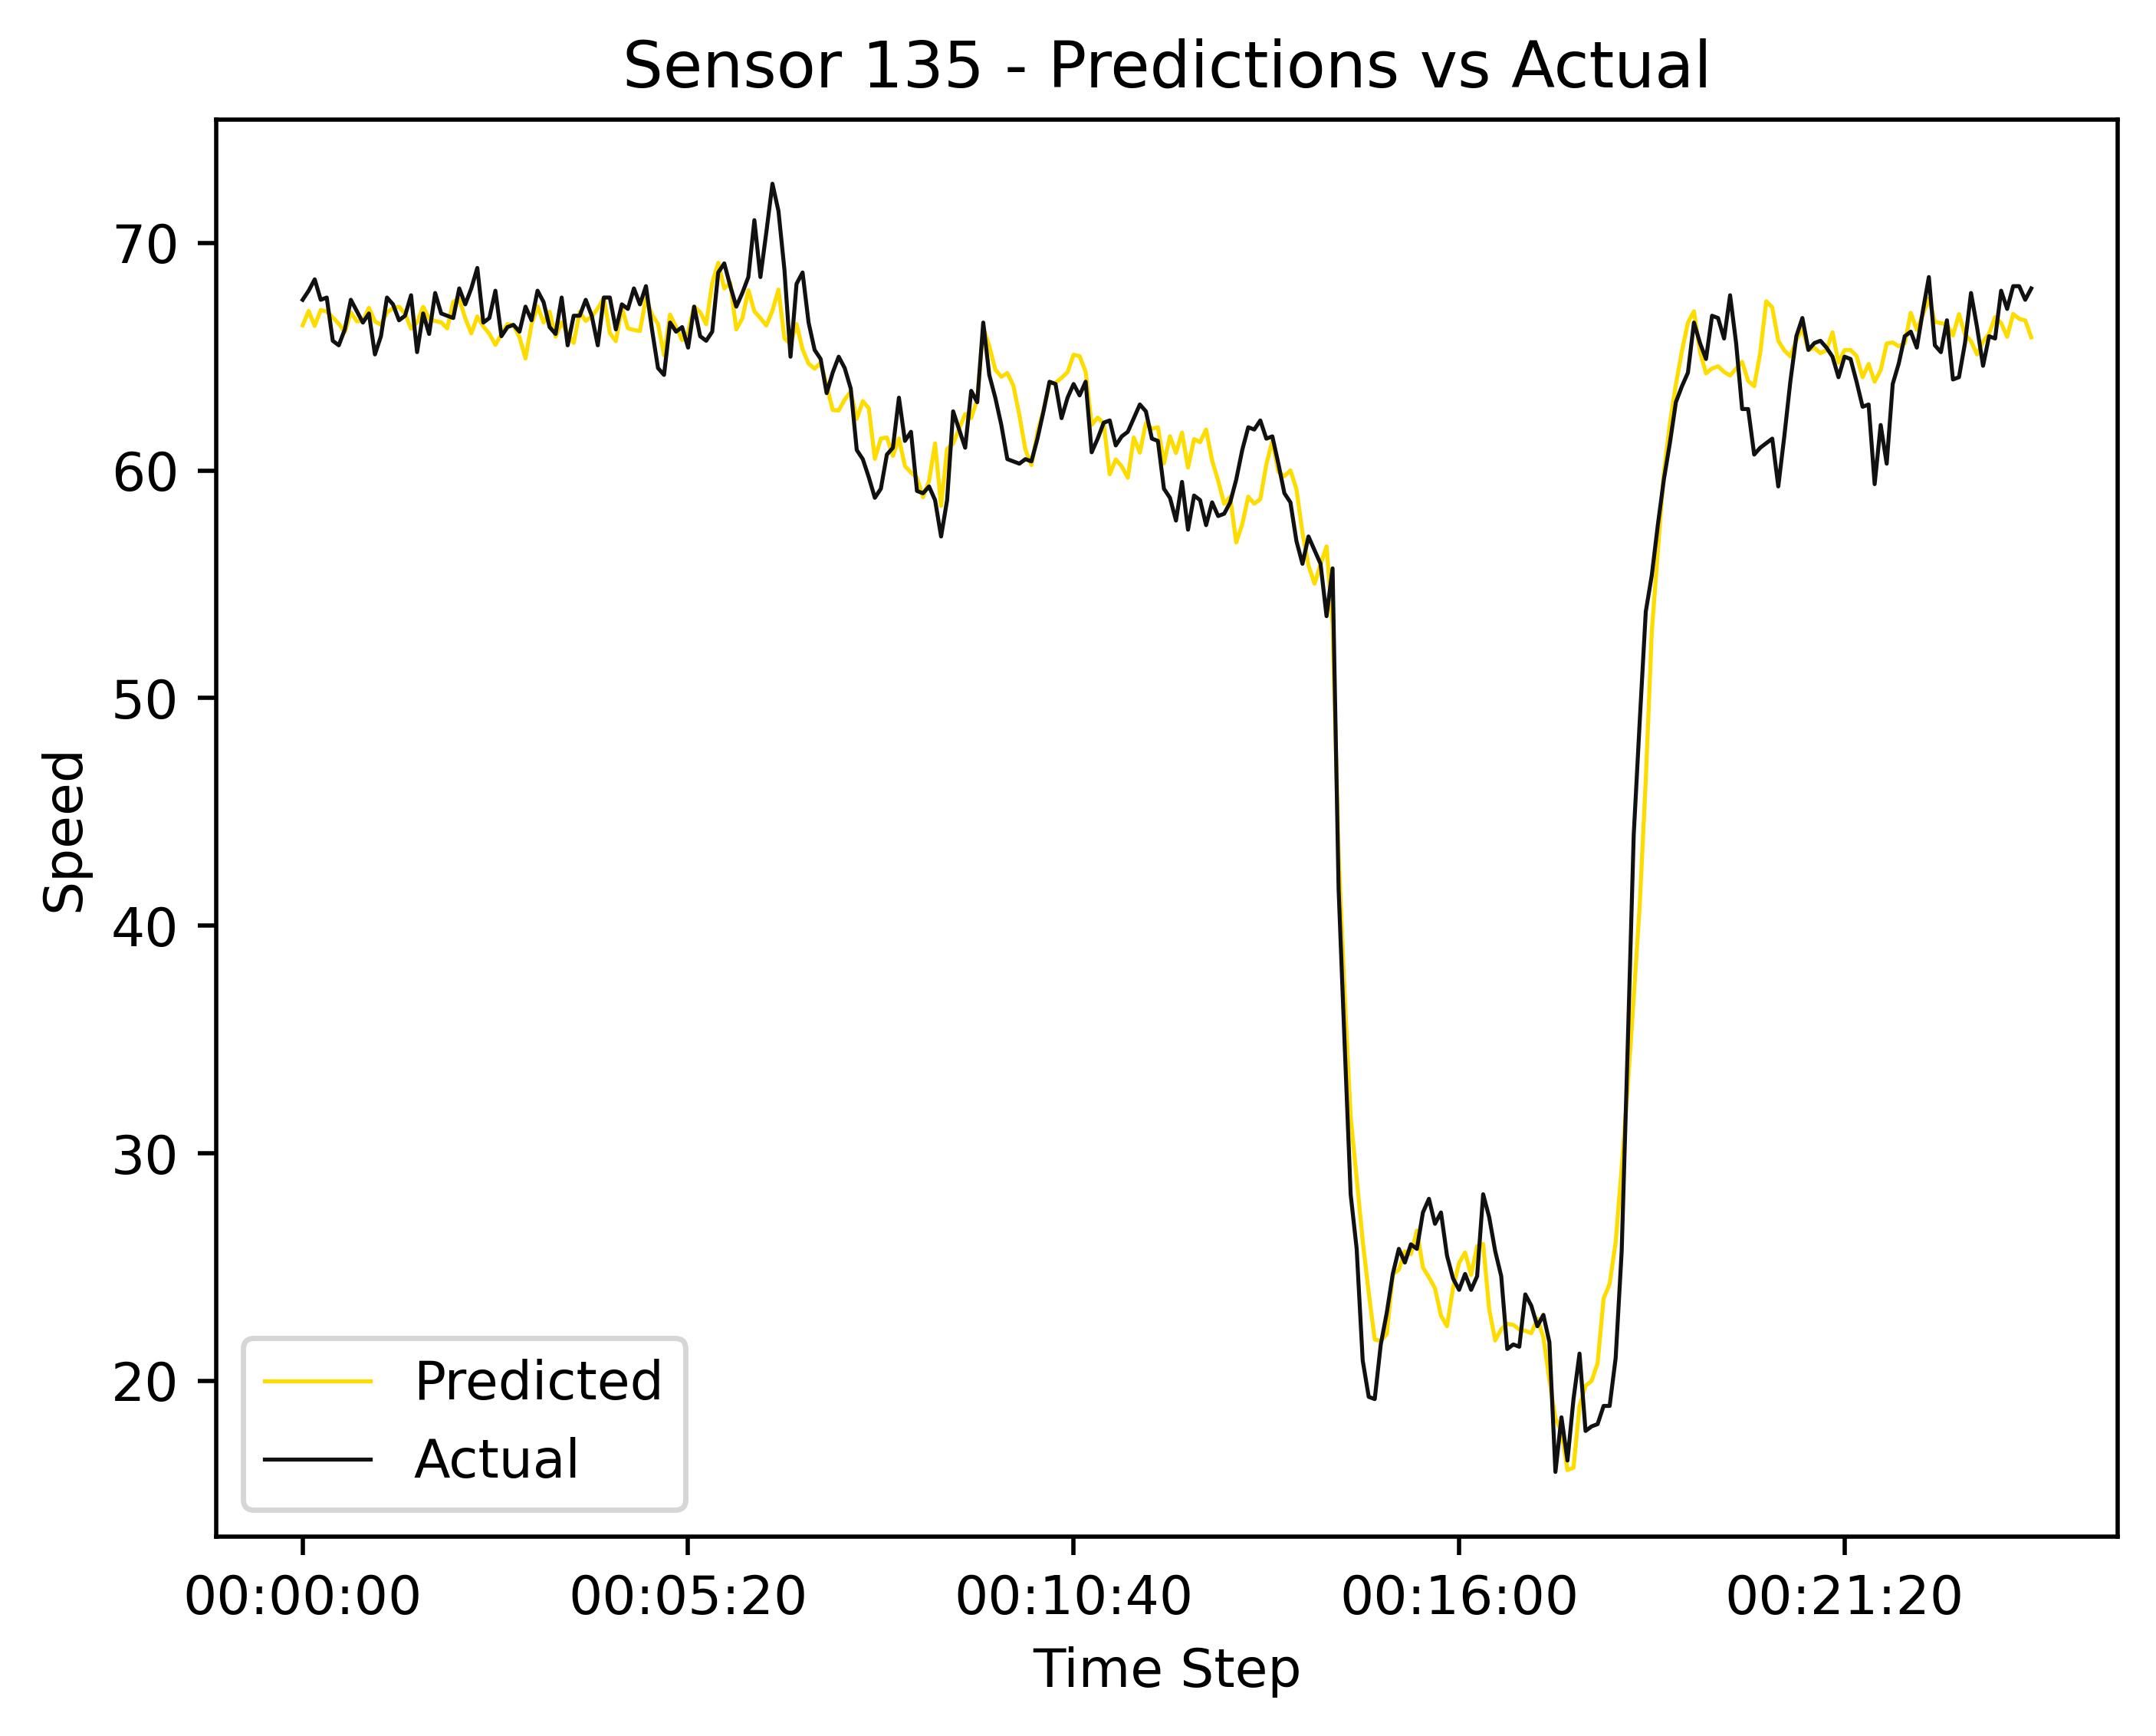 Sensor 135 - Predictions vs Actual
70
60
50
40
30
20
Speed
Predicted
Actual
00:00:00
00:05:20
00:10:40
00:16:00
00:21:20
Time Step